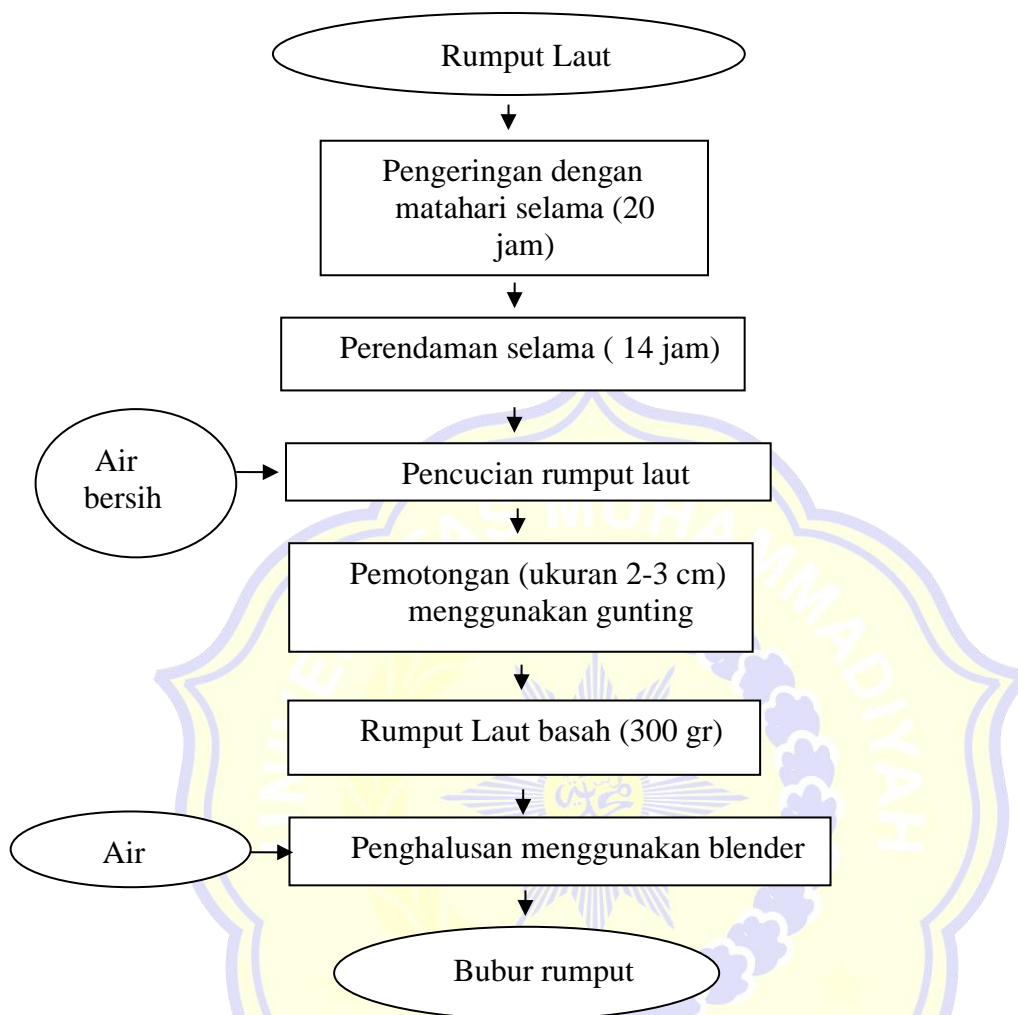 Rumput Laut
Pengeringan dengan
matahari selama (20
jam)
Perendaman selama ( 14 jam)
Air
bersih
Pencucian rumput laut
Pemotongan (ukuran 2-3 cm)
menggunakan gunting
Rumput Laut basah (300 gr)
Air
Penghalusan menggunakan blender
Bubur rumput
MUHAMMADIYAH